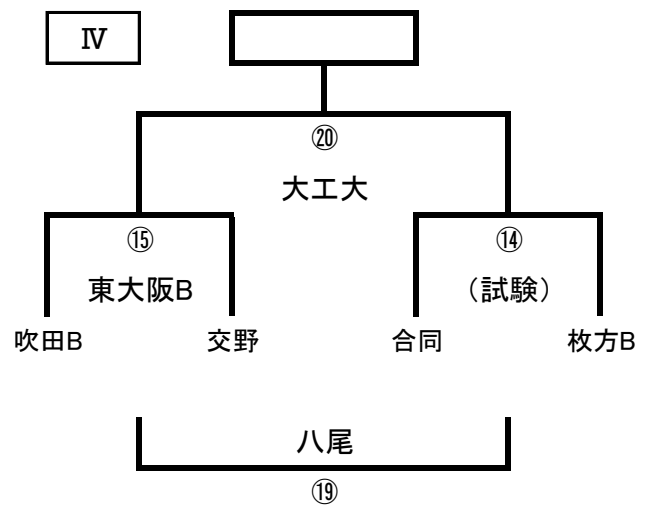 Ⅳ
⑳
大工大
⑮
⑭
東大阪B
（試験）
吹田B
交野
合同
枚方B
八尾
⑲